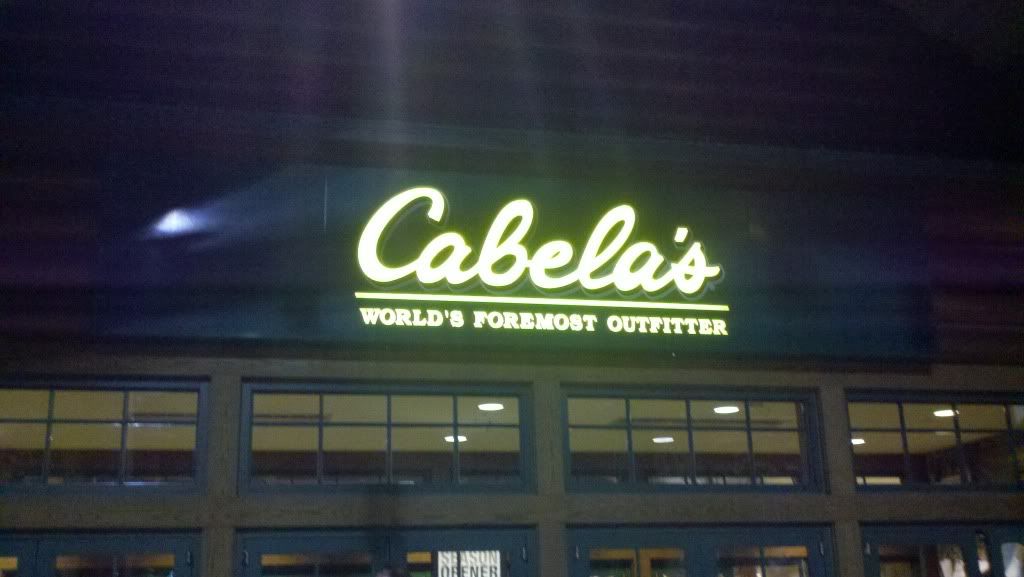 Cabela's
WORLD'S FOREMOST OUTFITTER
SEASON
OPENER